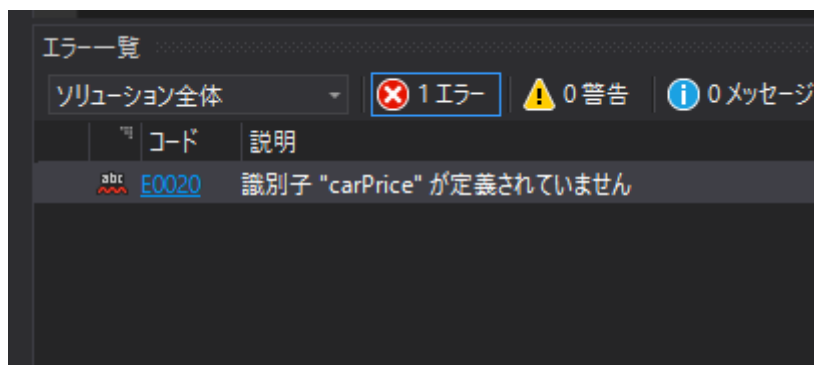 エラー一覧
ソリューション全体 1 エラー 0 警告 0 メッセージ
コード 説明
abc E0020 識別子 "carPrice" が定義されていません